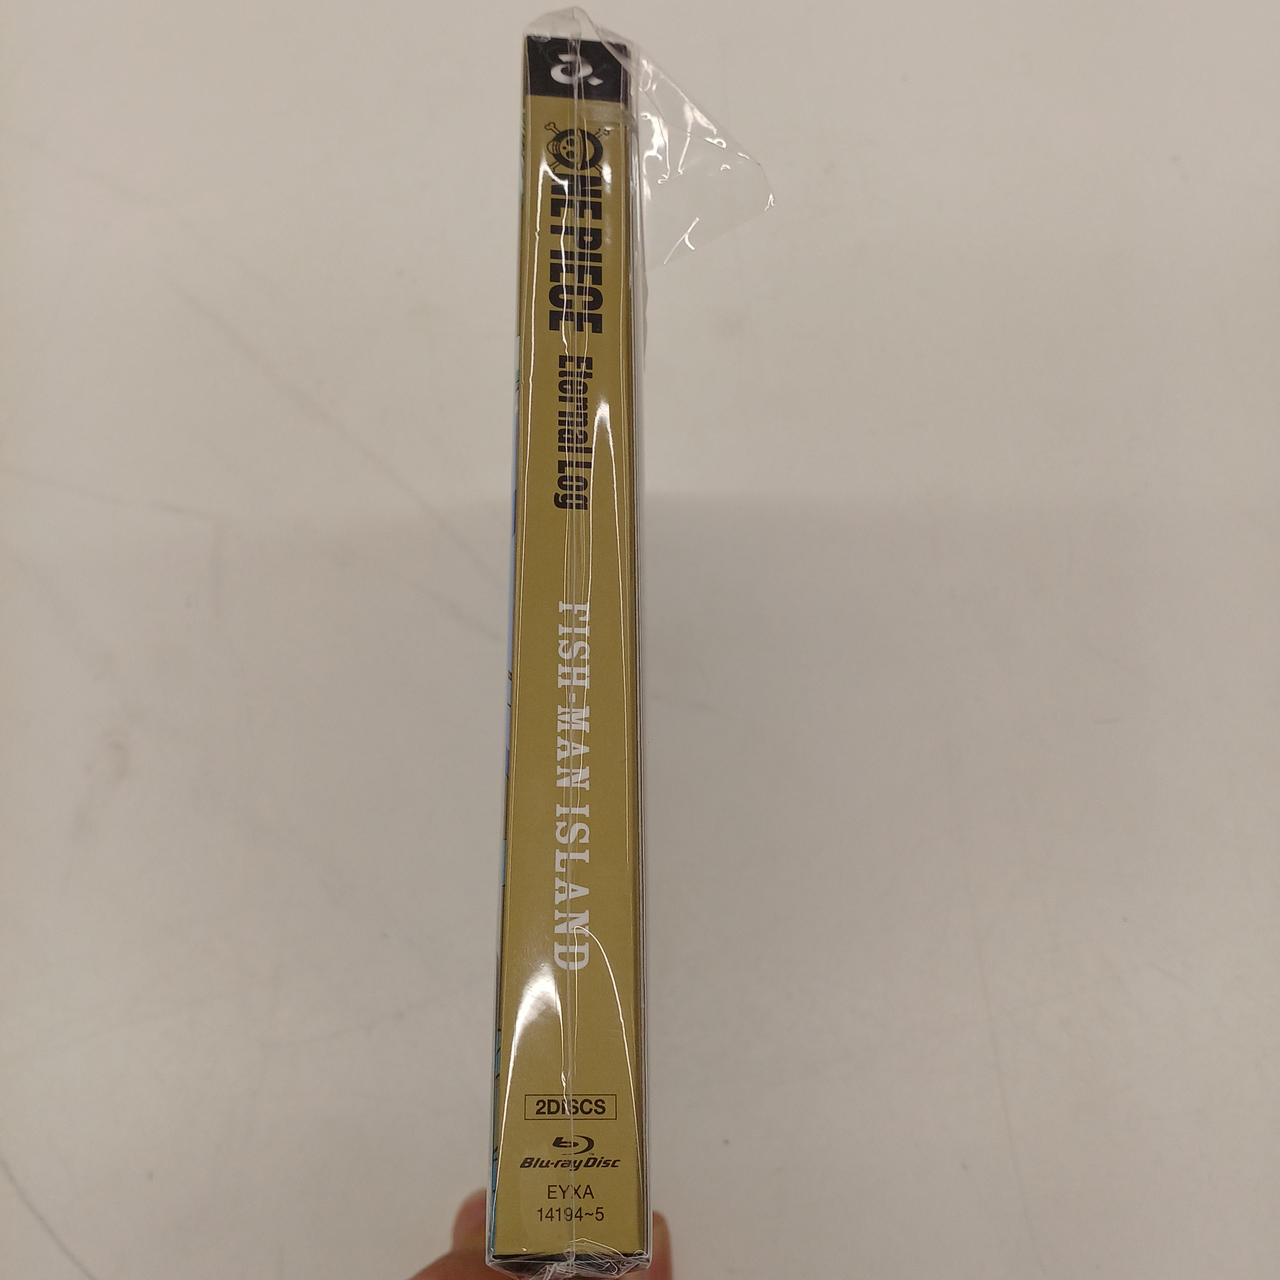 ONE PIECE
Eternal Log
FISH-MAN ISLAND
2DISCS
Blu-ray Disc
EYXA
14194~5